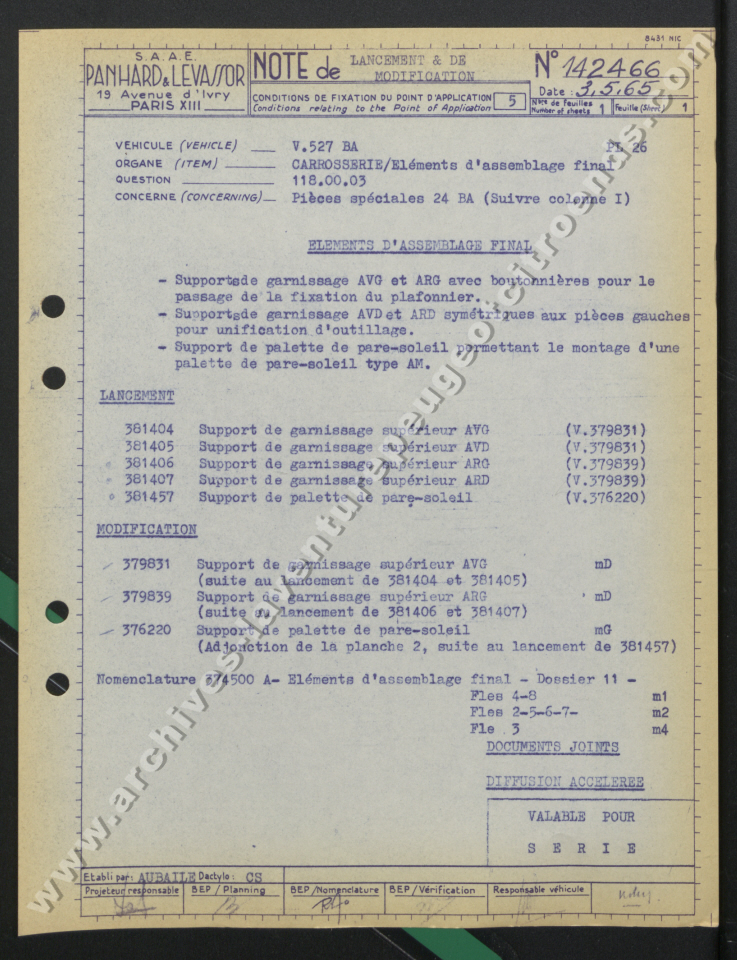 8431 NIC
S.A.A.E.
PANHARD & LEVASSOR
19 Avenue d'Ivry
PARIS XIII
NOTE de LANCEMENT & DE
MODIFICATION
CONDITIONS DE FIXATION DU POINT D'APPLICATION
Conditions relating to the Point of Application
5
N° 142466
Date : 3.5.65
Nbre de feuilles
Number of sheets 1
Feuille (Sheet) 1
VÉHICULE (VEHICLE) V.527 BA PL 26
ORGANE (ITEM) CARROSSERIE/Eléments d'assemblage final
QUESTION 118.00.03
CONCERNE (CONCERNING) Pièces spéciales 24 BA (Suivre colonne I)
ELEMENTS D'ASSEMBLAGE FINAL
- Supportsde garnissage AVG et ARG avec boutonnières pour le
passage de la fixation du plafonnier.
- Supportsde garnissage AVD et ARD symétriques aux pièces gauches
pour unification d'outillage.
- Support de palette de pare-soleil permettant le montage d'une
palette de pare-soleil type AM.
LANCEMENT
381404 Support de garnissage supérieur AVG (V.379831)
381405 Support de garnissage supérieur AVD (V.379831)
381406 Support de garnissage supérieur ARG (V.379839)
381407 Support de garnissage supérieur ARD (V.379839)
381457 Support de palette de pare-soleil (V.376220)
MODIFICATION
379831 Support de garnissage supérieur AVG mD
(suite au lancement de 381404 et 381405)
379839 Support de garnissage supérieur ARG mD
(suite au lancement de 381406 et 381407)
376220 Support de palette de pare-soleil mG
(Adjonction de la planche 2, suite au lancement de 381457)
Nomenclature 374500 A- Eléments d'assemblage final - Dossier 11 -
Fles 4-8 m1
Fles 2-5-6-7- m2
Fle 3 m4
DOCUMENTS JOINTS
DIFFUSION ACCELEREE
VALABLE POUR
S E R I E
Etabli par: AUBAILE Dactylo: CS
Projeteur responsable
BEP / Planning
BEP / Nomenclature
BEP / Vérification
Responsable véhicule
www.archives.laventurepeugeotcitroends.com